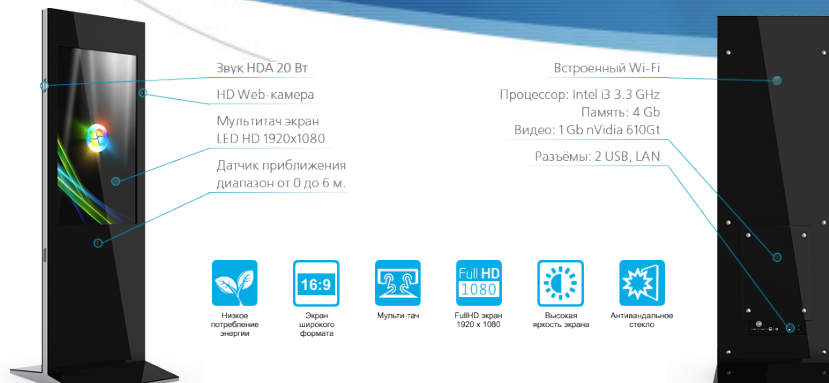 Звук HDA 20 Вт
HD Web-камера
Мультитач экран
LED HD 1920x1080
Датчик приближения
диапазон от 0 до 6 м.
Встроенный Wi-Fi
Процессор: Intel i3 3.3 GHz
Память: 4 Gb
Видео: 1 Gb nVidia 610Gt
Разъёмы: 2 USB, LAN
16:9
Full HD
1080
Низкое
потребление
энергии
Экран
широкого
формата
Мульти-тач
FullHD экран
1920 x 1080
Высокая
яркость экрана
Антивандальное
стекло